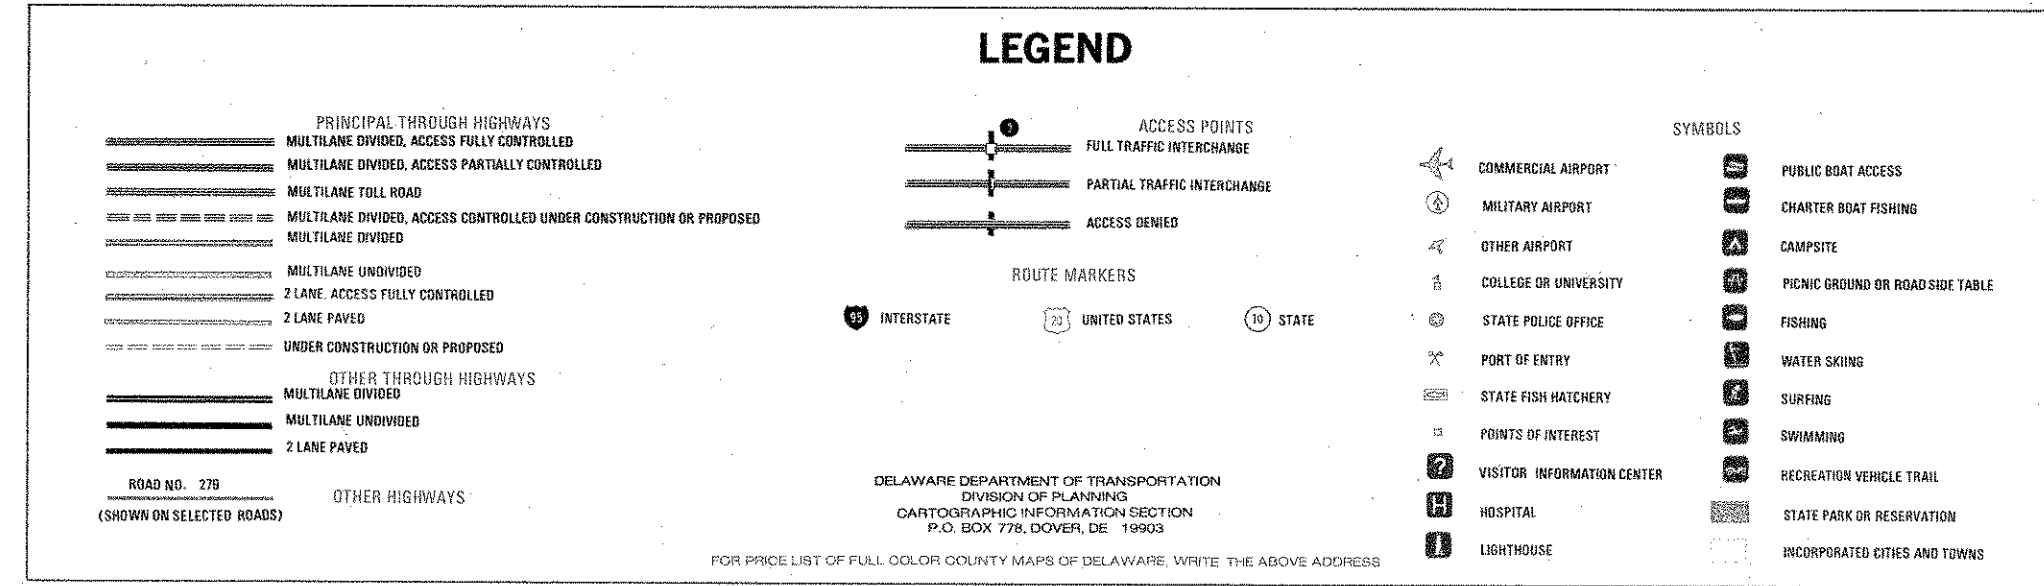 LEGEND
PRINCIPAL THROUGH HIGHWAYS
MULTILANE DIVIDED, ACCESS FULLY CONTROLLED
MULTILANE DIVIDED, ACCESS PARTIALLY CONTROLLED
MULTILANE TOLL ROAD
MULTILANE DIVIDED, ACCESS CONTROLLED UNDER CONSTRUCTION OR PROPOSED
MULTILANE DIVIDED
MULTILANE UNDIVIDED
2 LANE, ACCESS FULLY CONTROLLED
2 LANE PAVED
UNDER CONSTRUCTION OR PROPOSED
OTHER THROUGH HIGHWAYS
MULTILANE DIVIDED
MULTILANE UNDIVIDED
2 LANE PAVED
ROAD NO. 279
OTHER HIGHWAYS
(SHOWN ON SELECTED ROADS)
ACCESS POINTS
FULL TRAFFIC INTERCHANGE
PARTIAL TRAFFIC INTERCHANGE
ACCESS DENIED
ROUTE MARKERS
95 INTERSTATE
UNITED STATES
10 STATE
DELAWARE DEPARTMENT OF TRANSPORTATION
DIVISION OF PLANNING
CARTOGRAPHIC INFORMATION SECTION
P.O. BOX 778, DOVER, DE 19903
FOR PRICE LIST OF FULL COLOR COUNTY MAPS OF DELAWARE, WRITE THE ABOVE ADDRESS
SYMBOLS
COMMERCIAL AIRPORT
MILITARY AIRPORT
OTHER AIRPORT
COLLEGE OR UNIVERSITY
STATE POLICE OFFICE
PORT OF ENTRY
STATE FISH HATCHERY
POINTS OF INTEREST
? VISITOR INFORMATION CENTER
H HOSPITAL
LIGHTHOUSE
PUBLIC BOAT ACCESS
CHARTER BOAT FISHING
CAMPSITE
PICNIC GROUND OR ROADSIDE TABLE
FISHING
WATER SKIING
SURFING
SWIMMING
RECREATION VEHICLE TRAIL
STATE PARK OR RESERVATION
INCORPORATED CITIES AND TOWNS